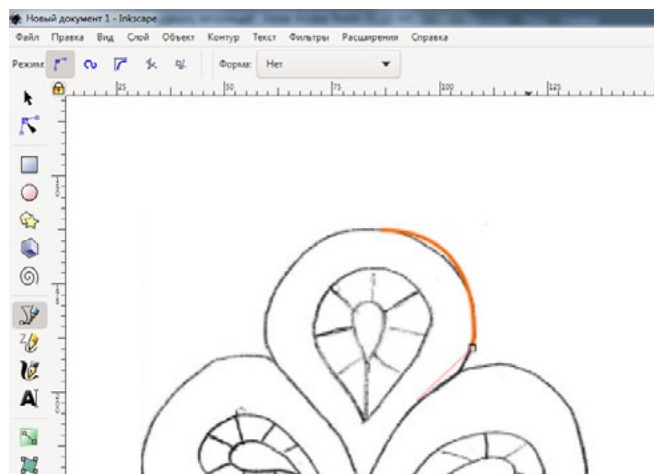 Новый документ 1 - Inkscape
Файл Правка Вид Слой Объект Контур Текст Фильтры Расширения Справка
Режим: Форма: Нет
25 50 75 100 125